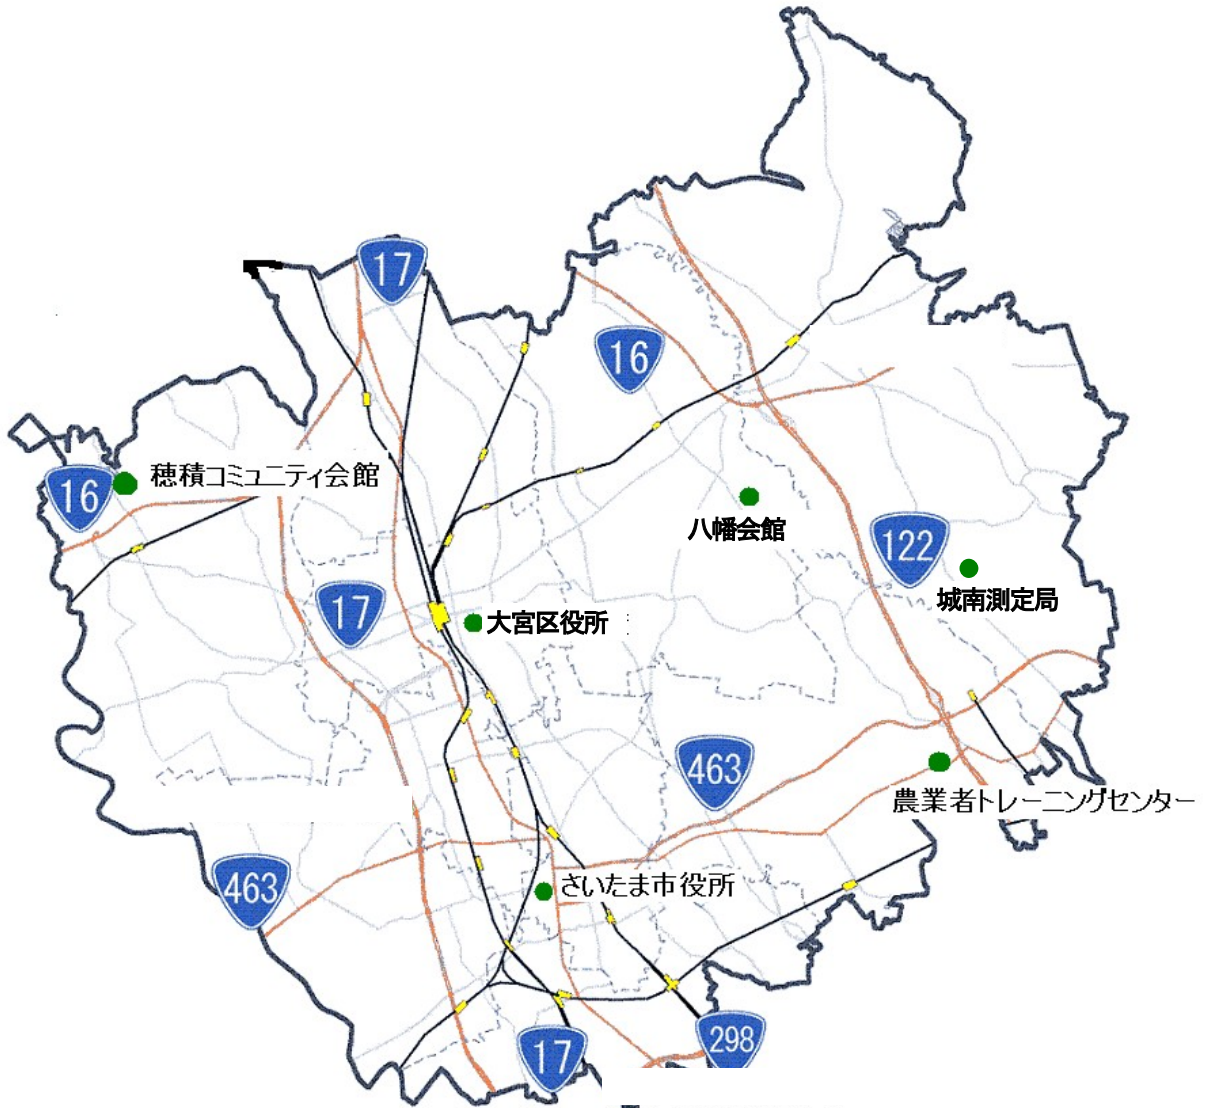 17
16
穂積コミュニティ会館
16
八幡会館
122
城南測定局
17
大宮区役所
463
農業者トレーニングセンター
463
さいたま市役所
17
298